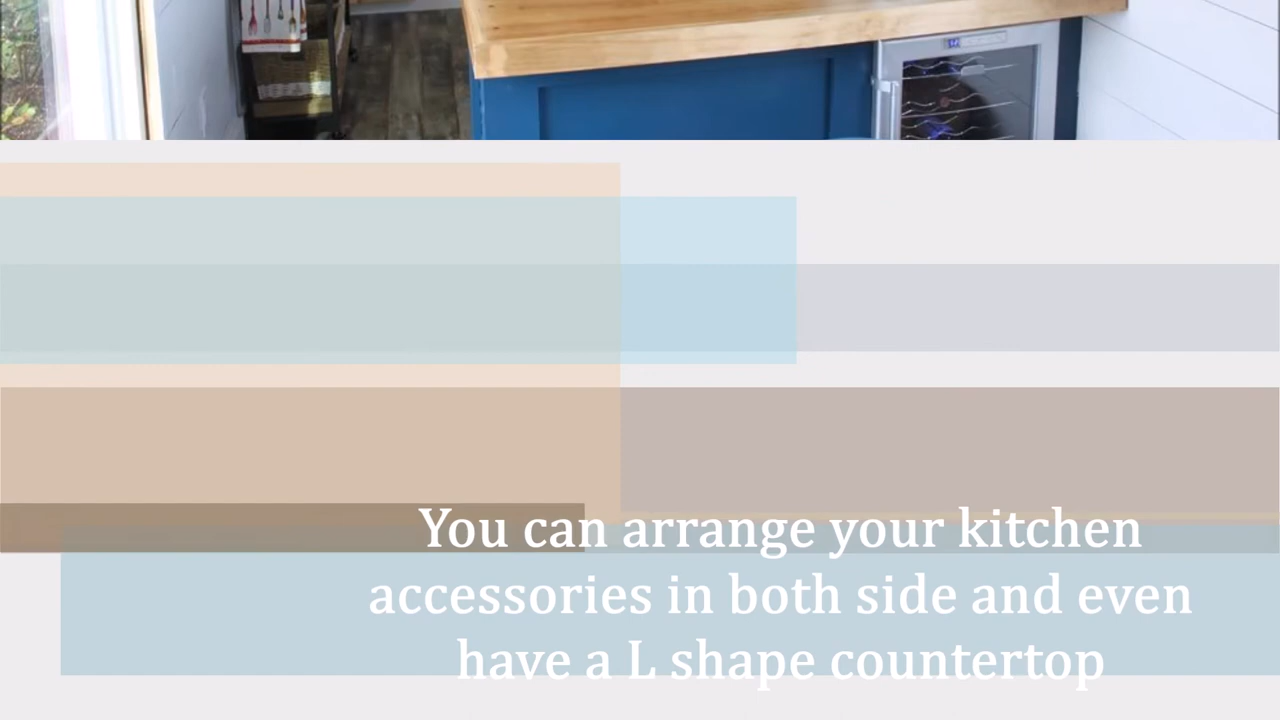 You can arrange your kitchen
accessories in both side and even
have a L shape countertop